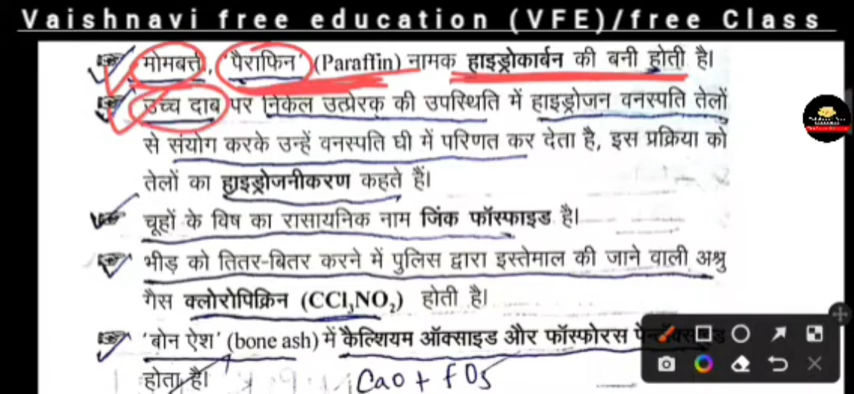 Vaishnavi free education (VFE)/free Class
मोमबत्ती, 'पैराफिन' (Paraffin) नामक हाइड्रोकार्बन की बनी होती है।
उच्च दाब पर निकेल उत्प्रेरक की उपस्थिति में हाइड्रोजन वनस्पति तेलों
से संयोग करके उन्हें वनस्पति घी में परिणत कर देता है, इस प्रक्रिया को
तेलों का हाइड्रोजनीकरण कहते हैं।
चूहों के विष का रासायनिक नाम जिंक फॉस्फाइड है।
भीड़ को तितर-बितर करने में पुलिस द्वारा इस्तेमाल की जाने वाली अश्रु
गैस क्लोरोपिक्रिन (CCl₃NO₂) होती है।
'बोन ऐश' (bone ash) में कैल्शियम ऑक्साइड और फॉस्फोरस
होता है।
CaO + fO5